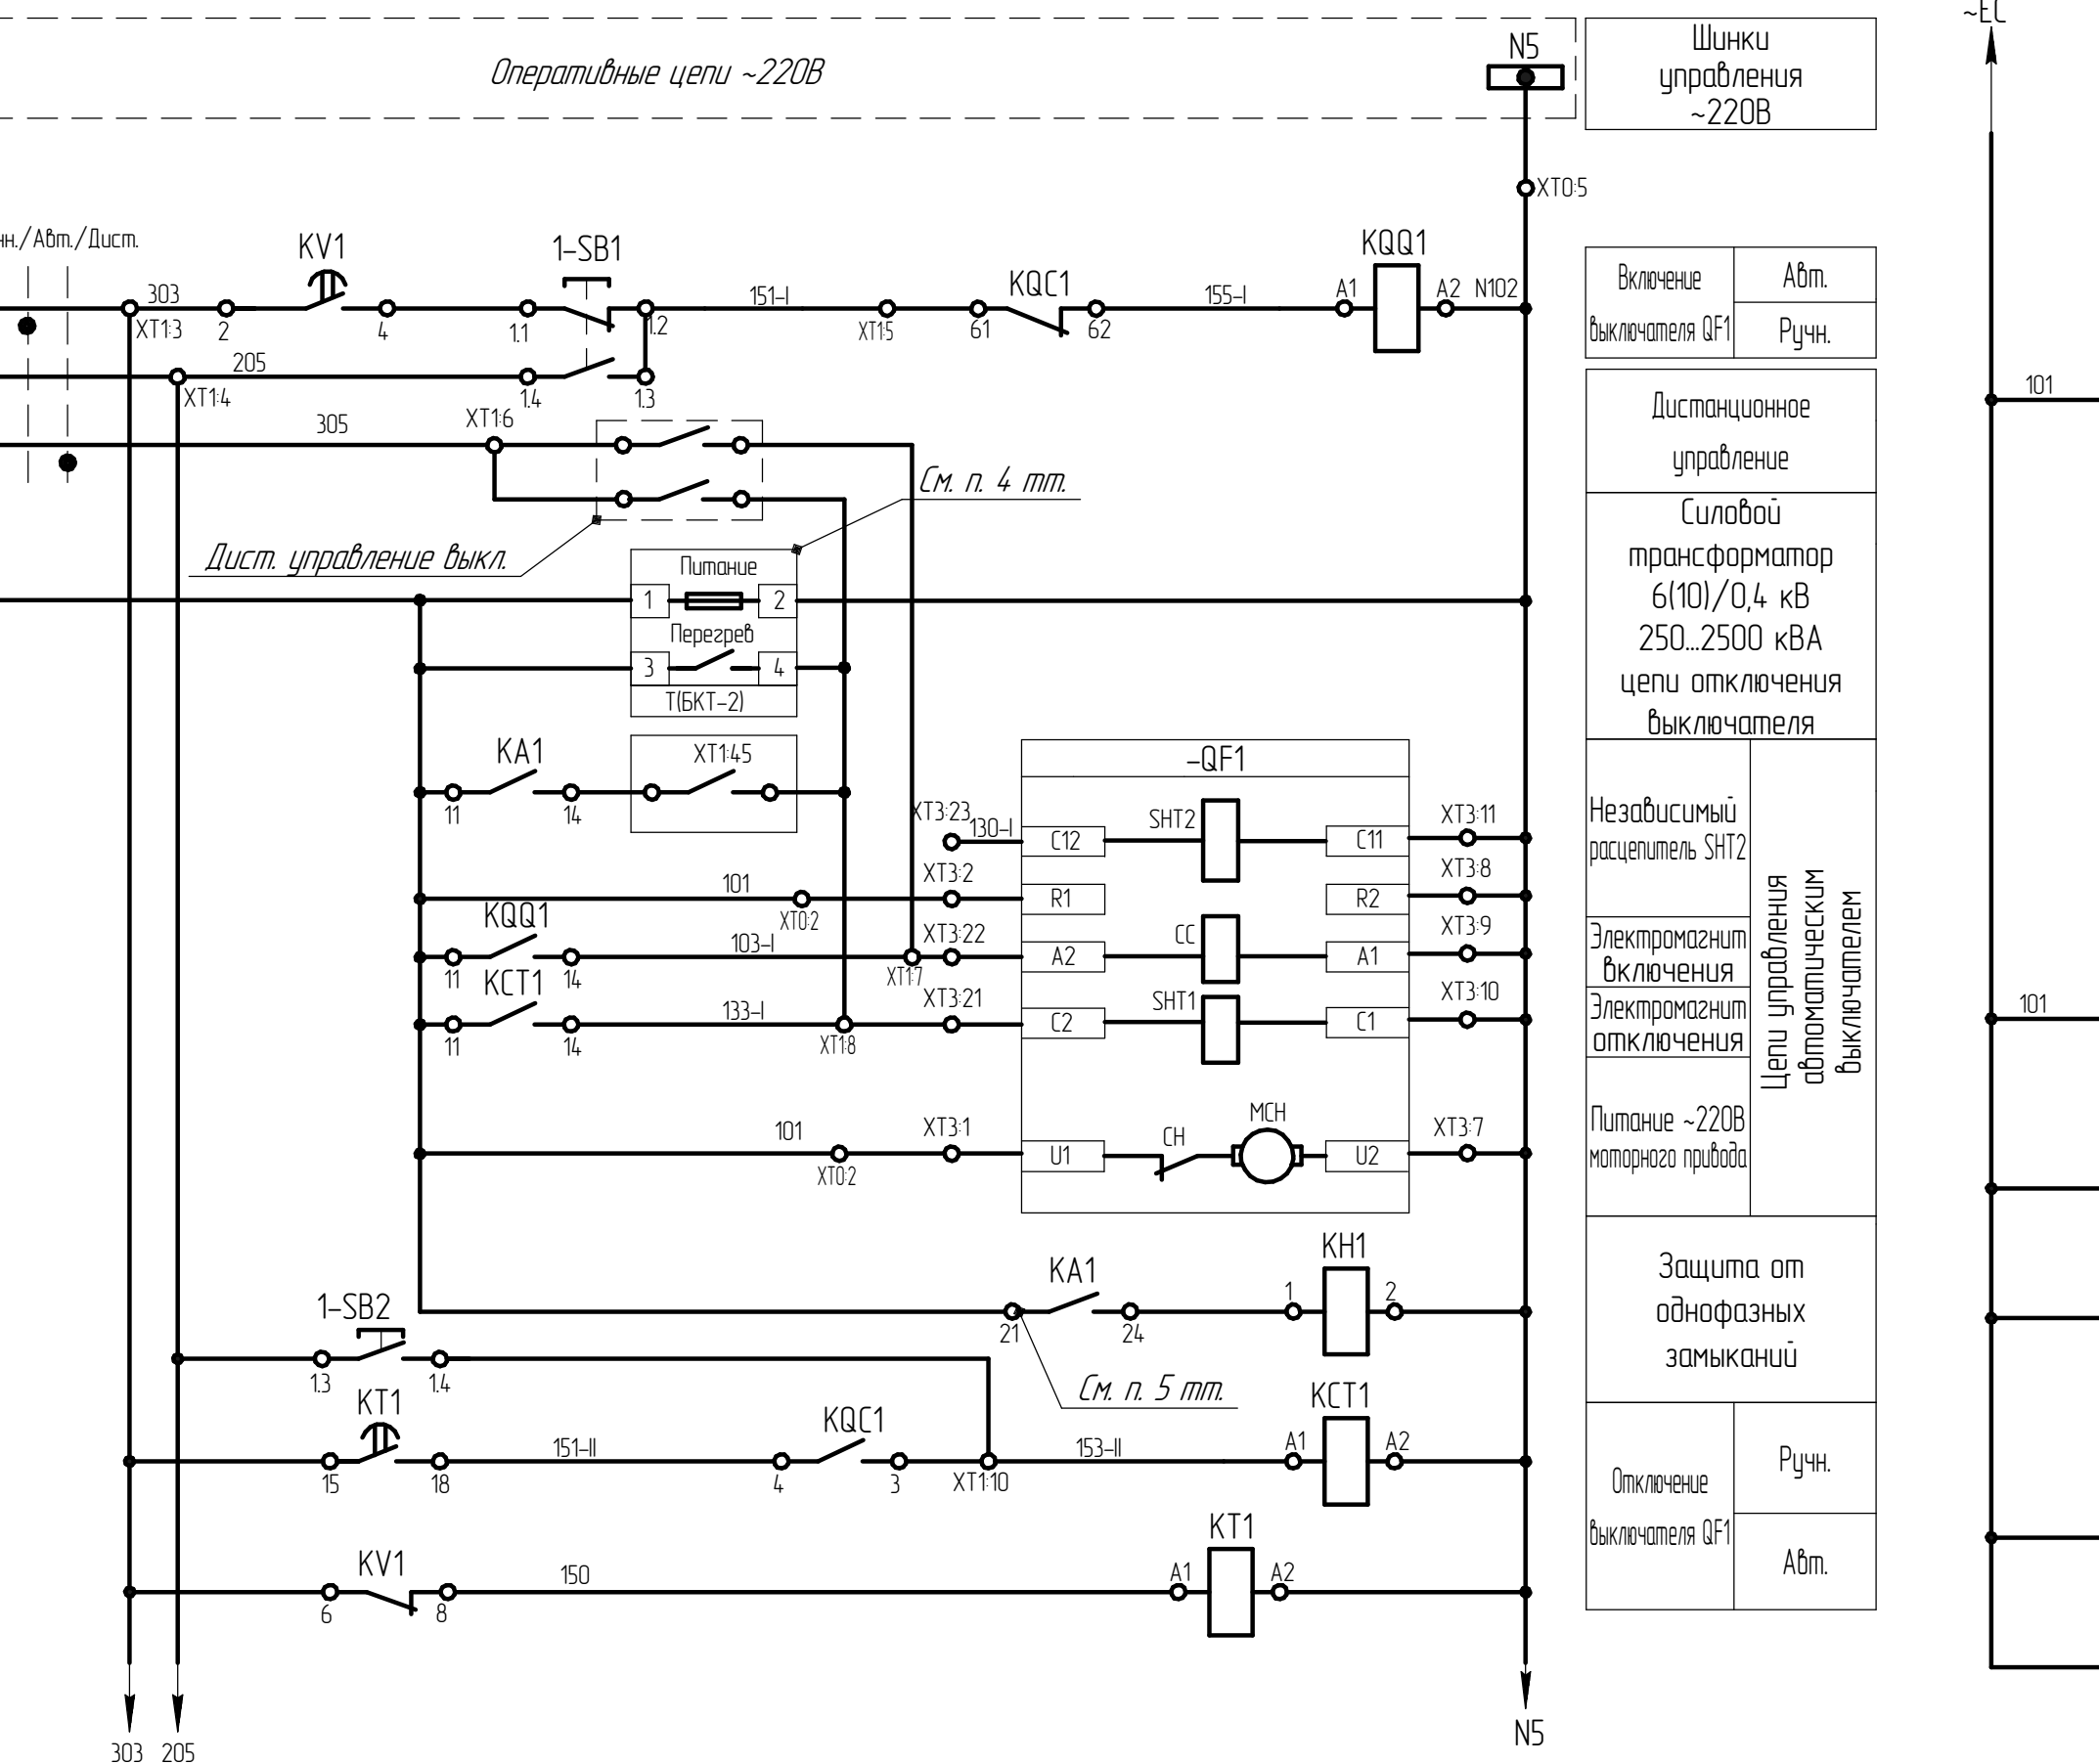 ~ЕС
Оперативные цепи ~220В
N5
Шинки
управления
~220В
XT0:5
нн./Авт./Дист.
KV1
1-SB1
KQC1
KQQ1
303
XT1:3
2
4
1.1
1.2
151-I
XT1:5
61
62
155-I
A1
A2
N102
Включение
выключателя QF1
Авт.
Ручн.
205
XT1:4
1.4
1.3
305
XT1:6
Дистанционное
управление
101
См. п. 4 тт.
Дист. управление выкл.
Питание
1
2
Перегрев
3
4
Т(БКТ-2)
Силовой
трансформатор
6(10)/0,4 кВ
250...2500 кВА
цепи отключения
выключателя
KA1
11
14
XT1:45
-QF1
XT3:23
130-I
C12
SHT2
C11
XT3:11
Независимый
расцепитель SHT2
101
XT0:2
XT3:2
R1
R2
XT3:8
KQQ1
11
14
103-I
XT1:7
XT3:22
A2
CC
A1
XT3:9
Электромагнит
включения
KCT1
11
14
133-I
XT1:8
XT3:21
C2
SHT1
C1
XT3:10
Электромагнит
отключения
101
101
XT0:2
XT3:1
U1
CH
MCH
U2
XT3:7
Питание ~220В
моторного привода
Цепи управления
автоматическим
выключателем
KA1
21
24
KH1
1
2
Защита от
однофазных
замыканий
1-SB2
1.3
1.4
См. п. 5 тт.
KT1
15
18
151-II
KQC1
4
3
XT1:10
153-II
KCT1
A1
A2
Отключение
выключателя QF1
Ручн.
Авт.
KV1
6
8
150
KT1
A1
A2
303
205
N5